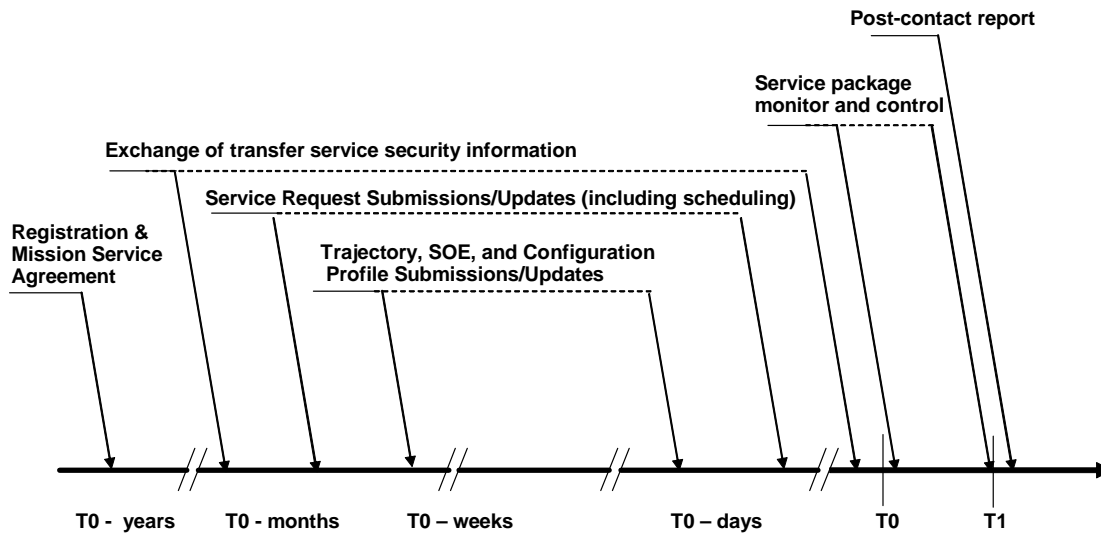 Post-contact report
Service package
monitor and control
Exchange of transfer service security information
Service Request Submissions/Updates (including scheduling)
Registration &
Mission Service
Agreement
Trajectory, SOE, and Configuration
Profile Submissions/Updates
T0 - years
T0 - months
T0 – weeks
T0 – days
T0
T1